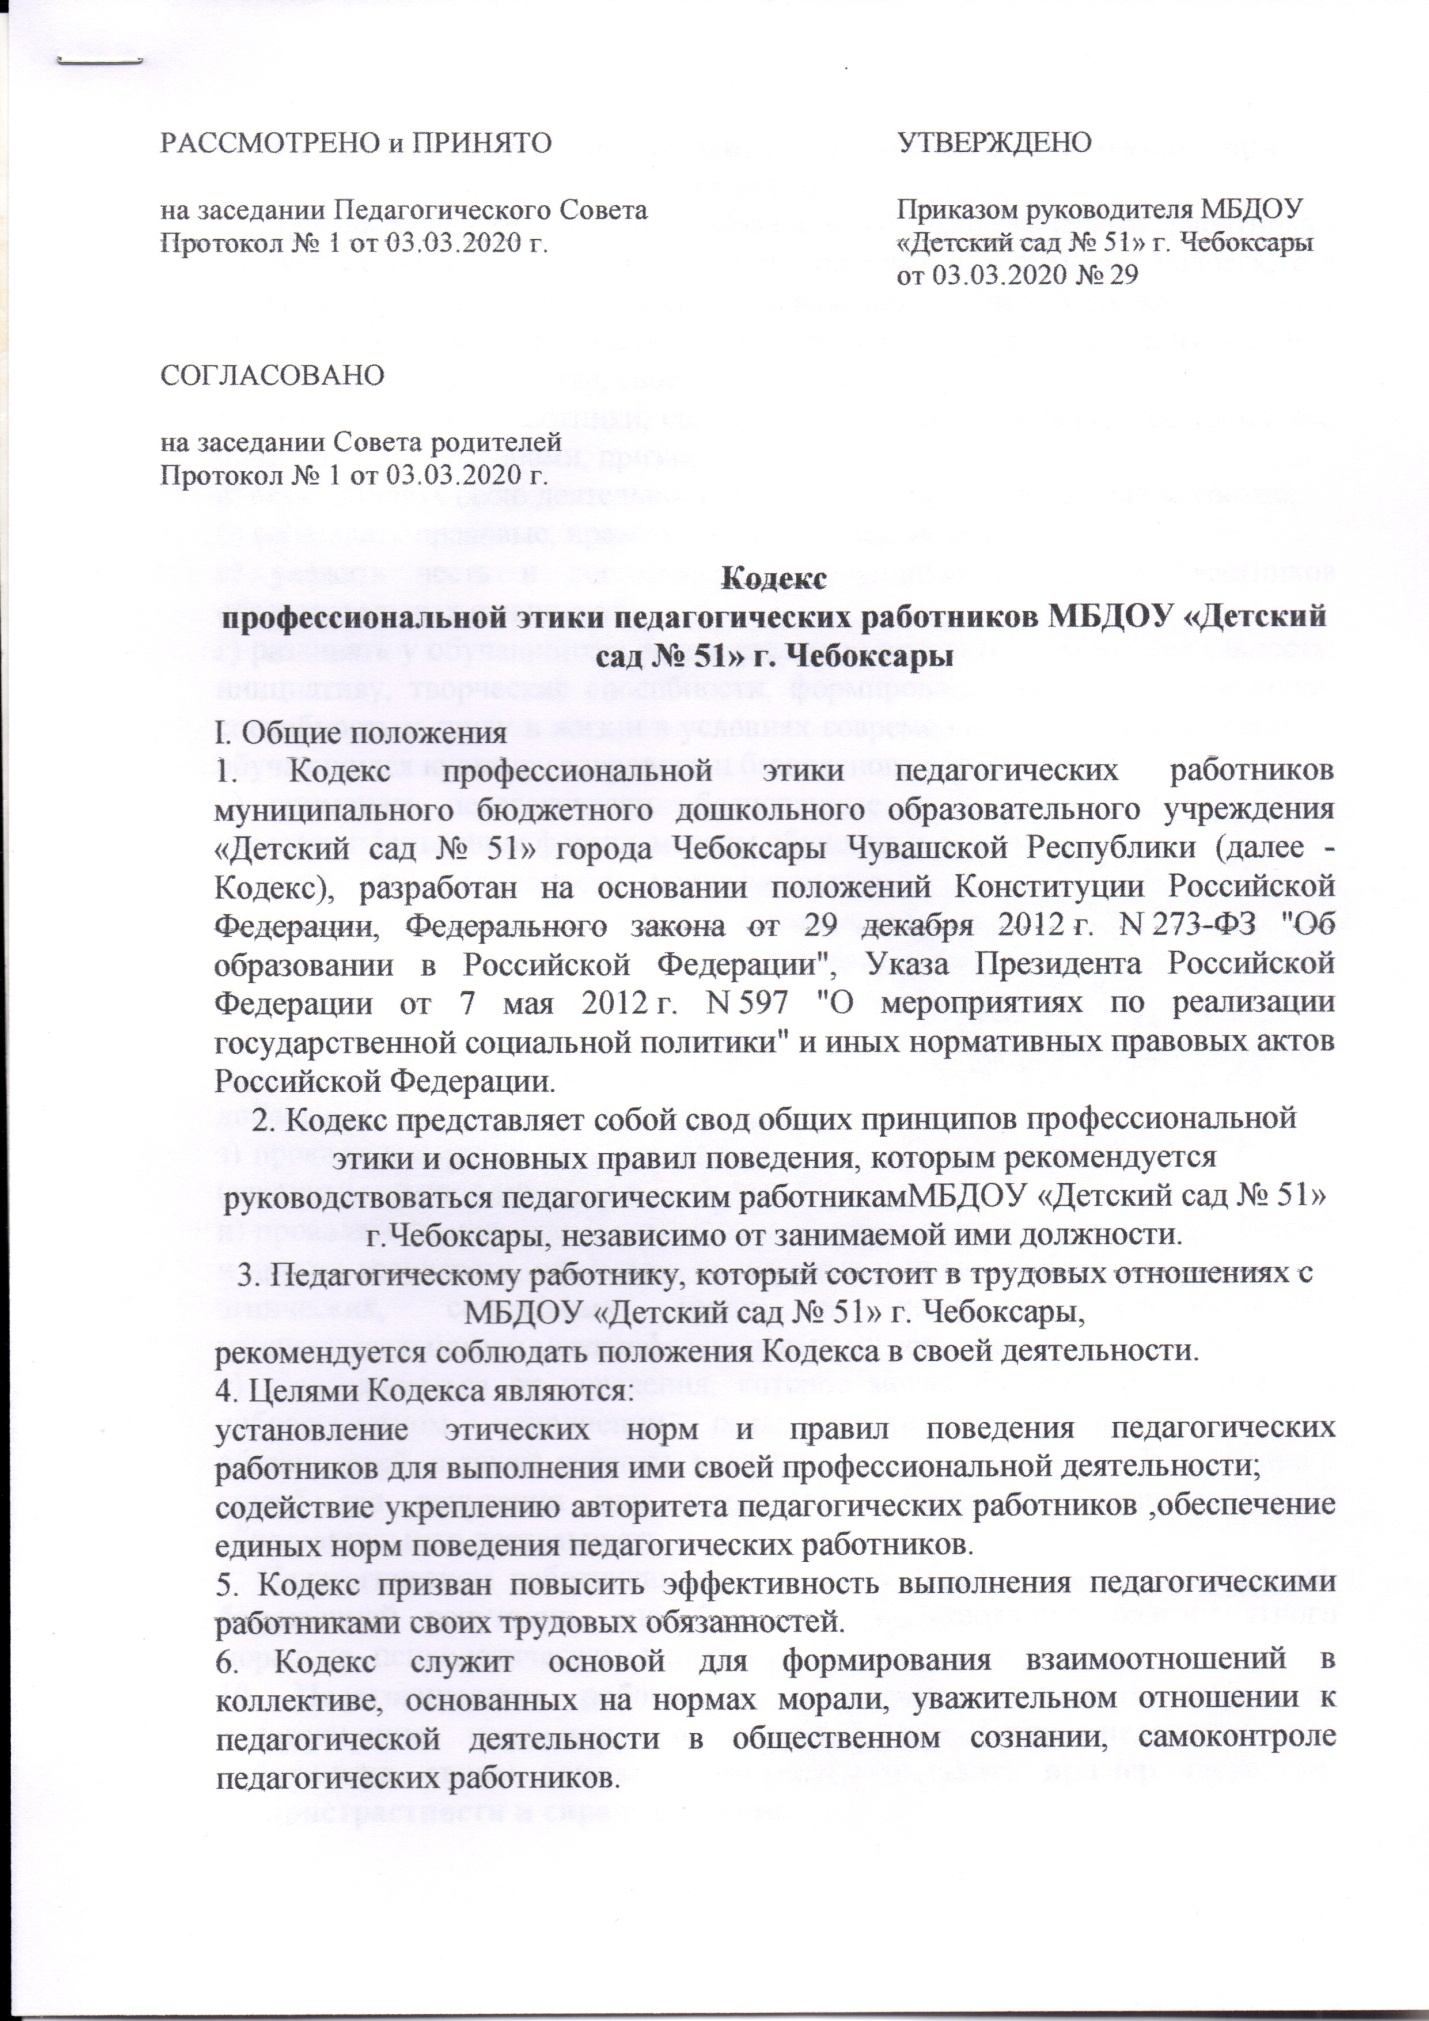 РАССМОТРЕНО и ПРИНЯТО
на заседании Педагогического Совета
Протокол № 1 от 03.03.2020 г.
УТВЕРЖДЕНО
Приказом руководителя МБДОУ
«Детский сад № 51» г. Чебоксары
от 03.03.2020 № 29
СОГЛАСОВАНО
на заседании Совета родителей
Протокол № 1 от 03.03.2020 г.
Кодекс
профессиональной этики педагогических работников МБДОУ «Детский
сад № 51» г. Чебоксары
I. Общие положения
1. Кодекс профессиональной этики педагогических работников
муниципального бюджетного дошкольного образовательного учреждения
«Детский сад № 51» города Чебоксары Чувашской Республики (далее -
Кодекс), разработан на основании положений Конституции Российской
Федерации, Федерального закона от 29 декабря 2012 г. N 273-ФЗ "Об
образовании в Российской Федерации", Указа Президента Российской
Федерации от 7 мая 2012 г. N 597 "О мероприятиях по реализации
государственной социальной политики" и иных нормативных правовых актов
Российской Федерации.
2. Кодекс представляет собой свод общих принципов профессиональной
этики и основных правил поведения, которым рекомендуется
руководствоваться педагогическим работникамМБДОУ «Детский сад № 51»
г. Чебоксары, независимо от занимаемой ими должности.
3. Педагогическому работнику, который состоит в трудовых отношениях с
МБДОУ «Детский сад № 51» г. Чебоксары,
рекомендуется соблюдать положения Кодекса в своей деятельности.
4. Целями Кодекса являются:
установление этических норм и правил поведения педагогических
работников для выполнения ими своей профессиональной деятельности;
содействие укреплению авторитета педагогических работников ,обеспечение
единых норм поведения педагогических работников.
5. Кодекс призван повысить эффективность выполнения педагогическими
работниками своих трудовых обязанностей.
6. Кодекс служит основой для формирования взаимоотношений в
коллективе, основанных на нормах морали, уважительном отношении к
педагогической деятельности в общественном сознании, самоконтроле
педагогических работников.